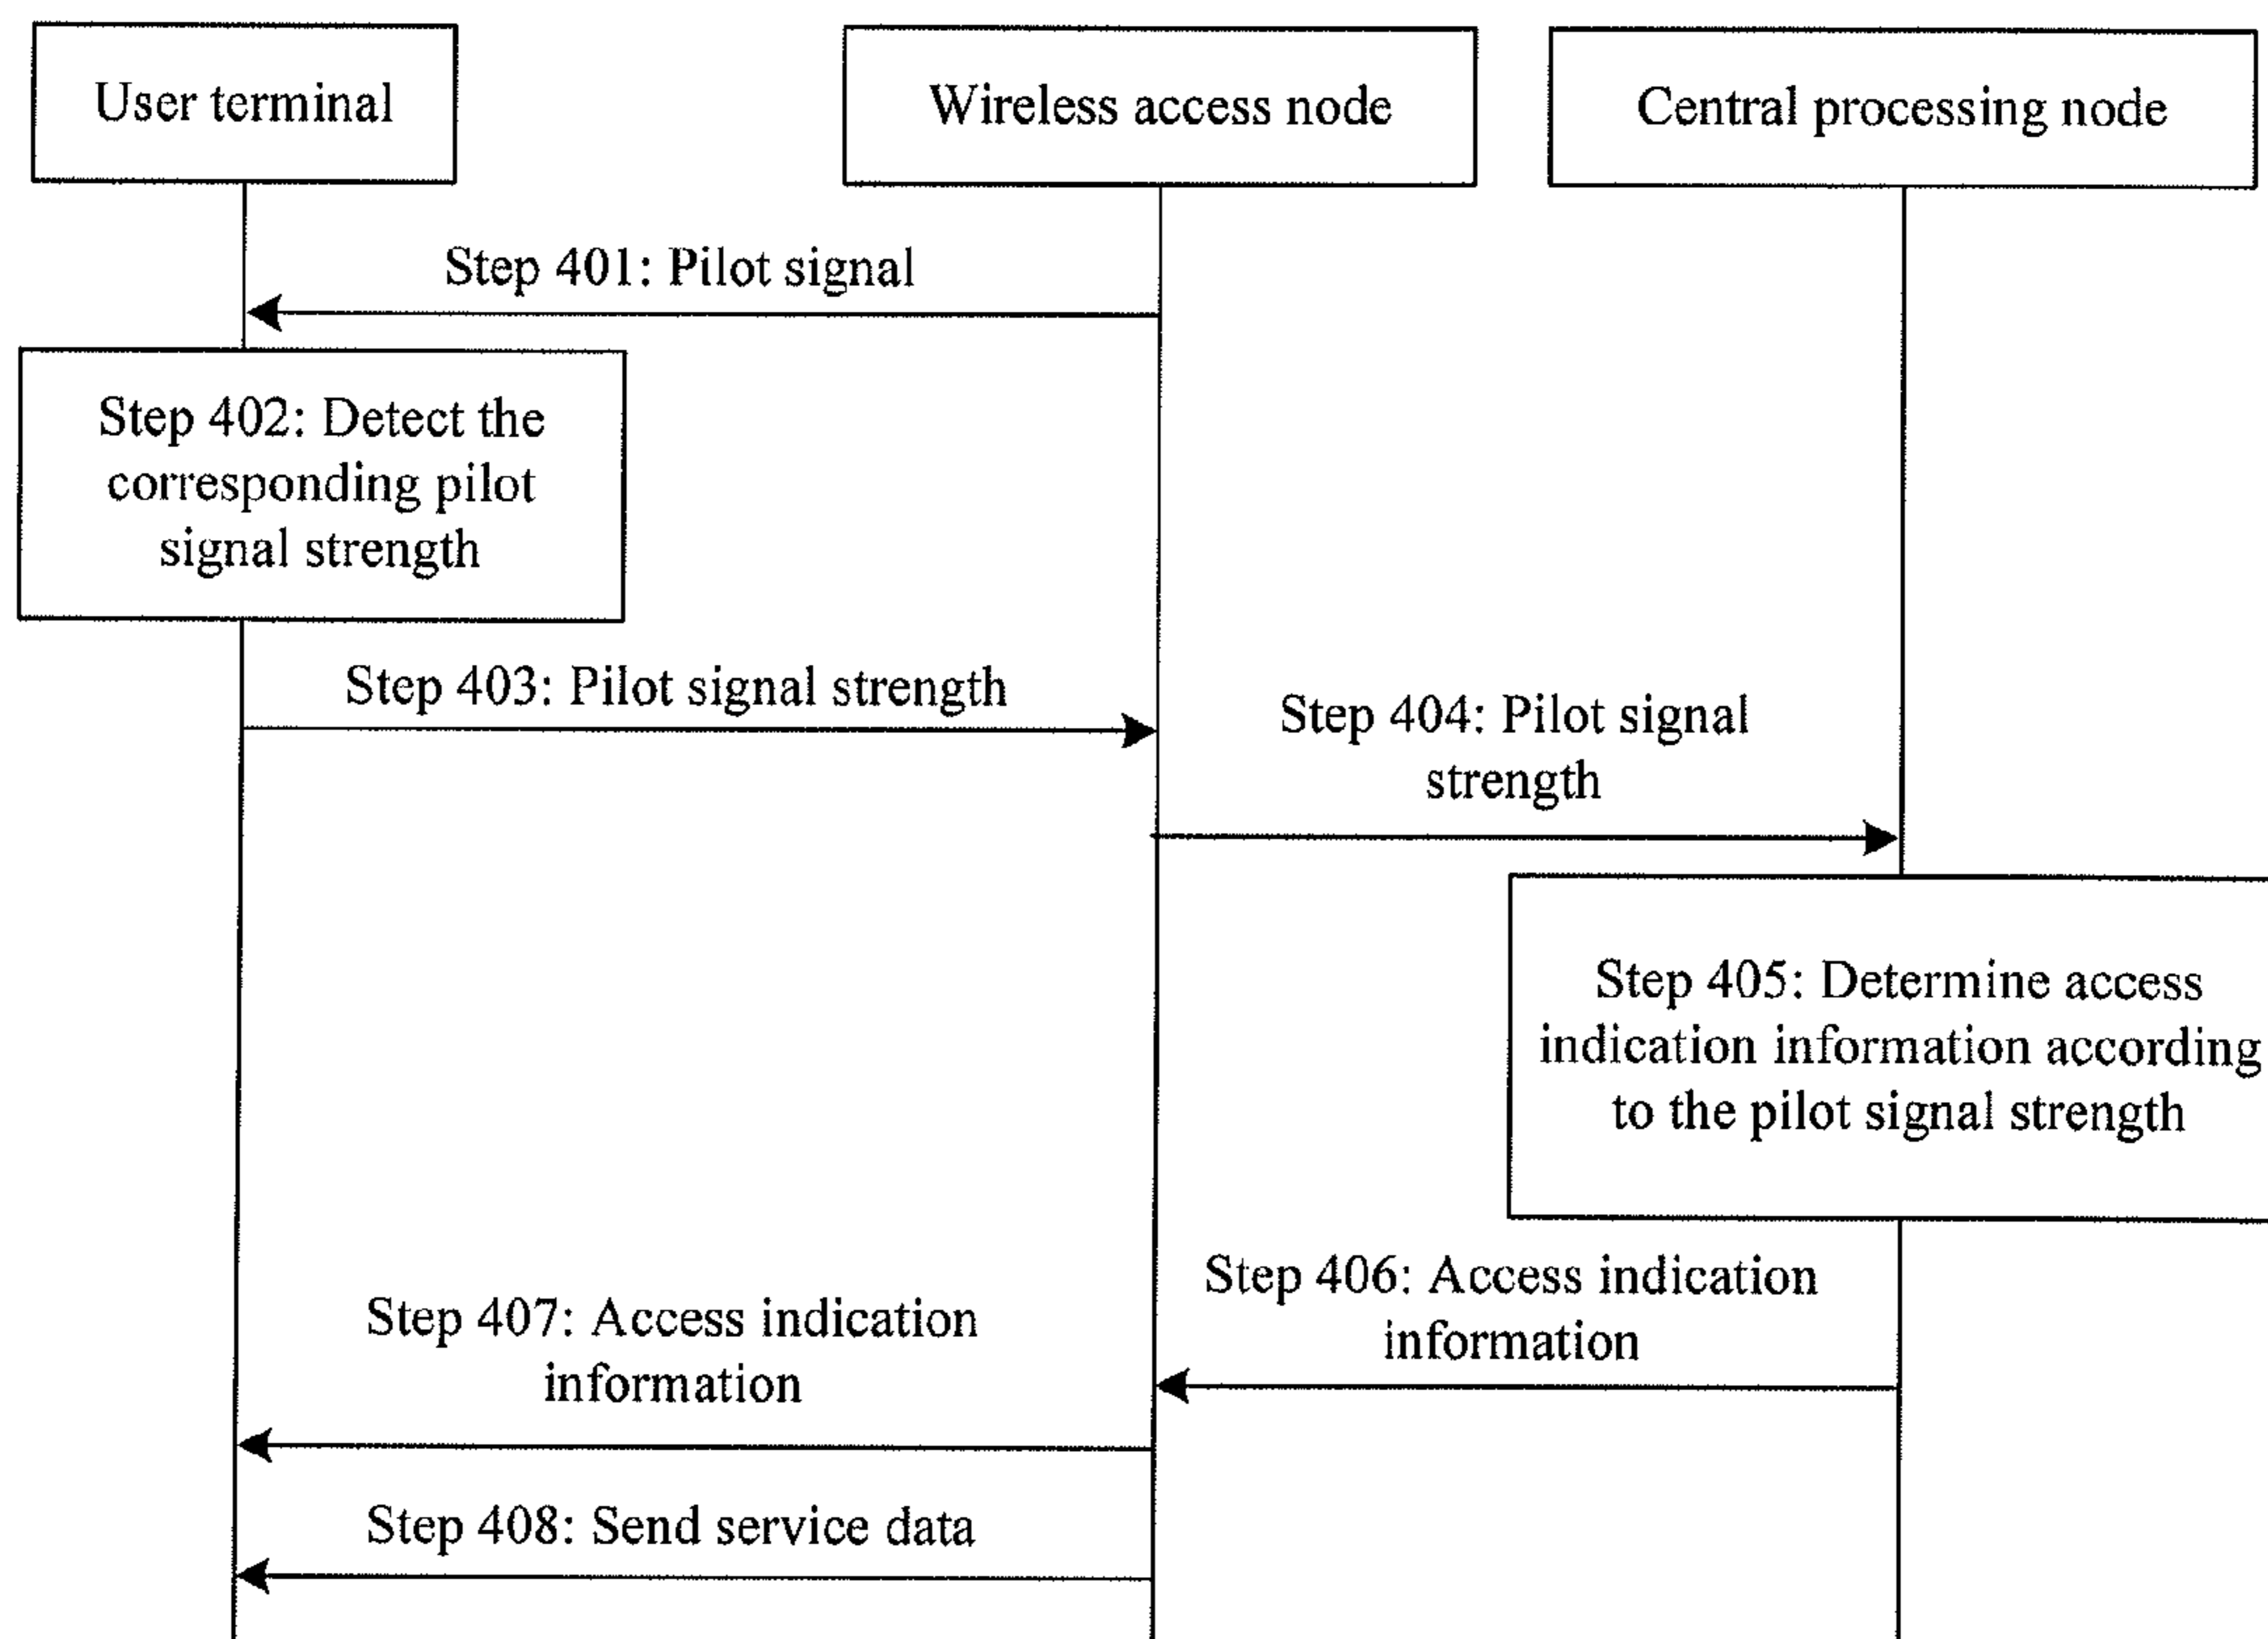 User terminal
Wireless access node
Central processing node
Step 401: Pilot signal
Step 402: Detect the
corresponding pilot
signal strength
Step 403: Pilot signal strength
Step 404: Pilot signal
strength
Step 405: Determine access
indication information according
to the pilot signal strength
Step 406: Access indication
information
Step 407: Access indication
information
Step 408: Send service data